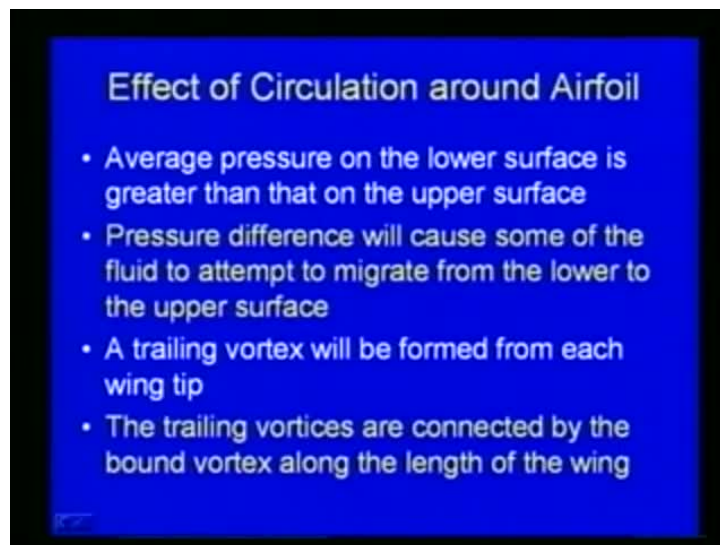 Effect of Circulation around Airfoil
• Average pressure on the lower surface is
greater than that on the upper surface
• Pressure difference will cause some of the
fluid to attempt to migrate from the lower to
the upper surface
• A trailing vortex will be formed from each
wing tip
• The trailing vortices are connected by the
bound vortex along the length of the wing